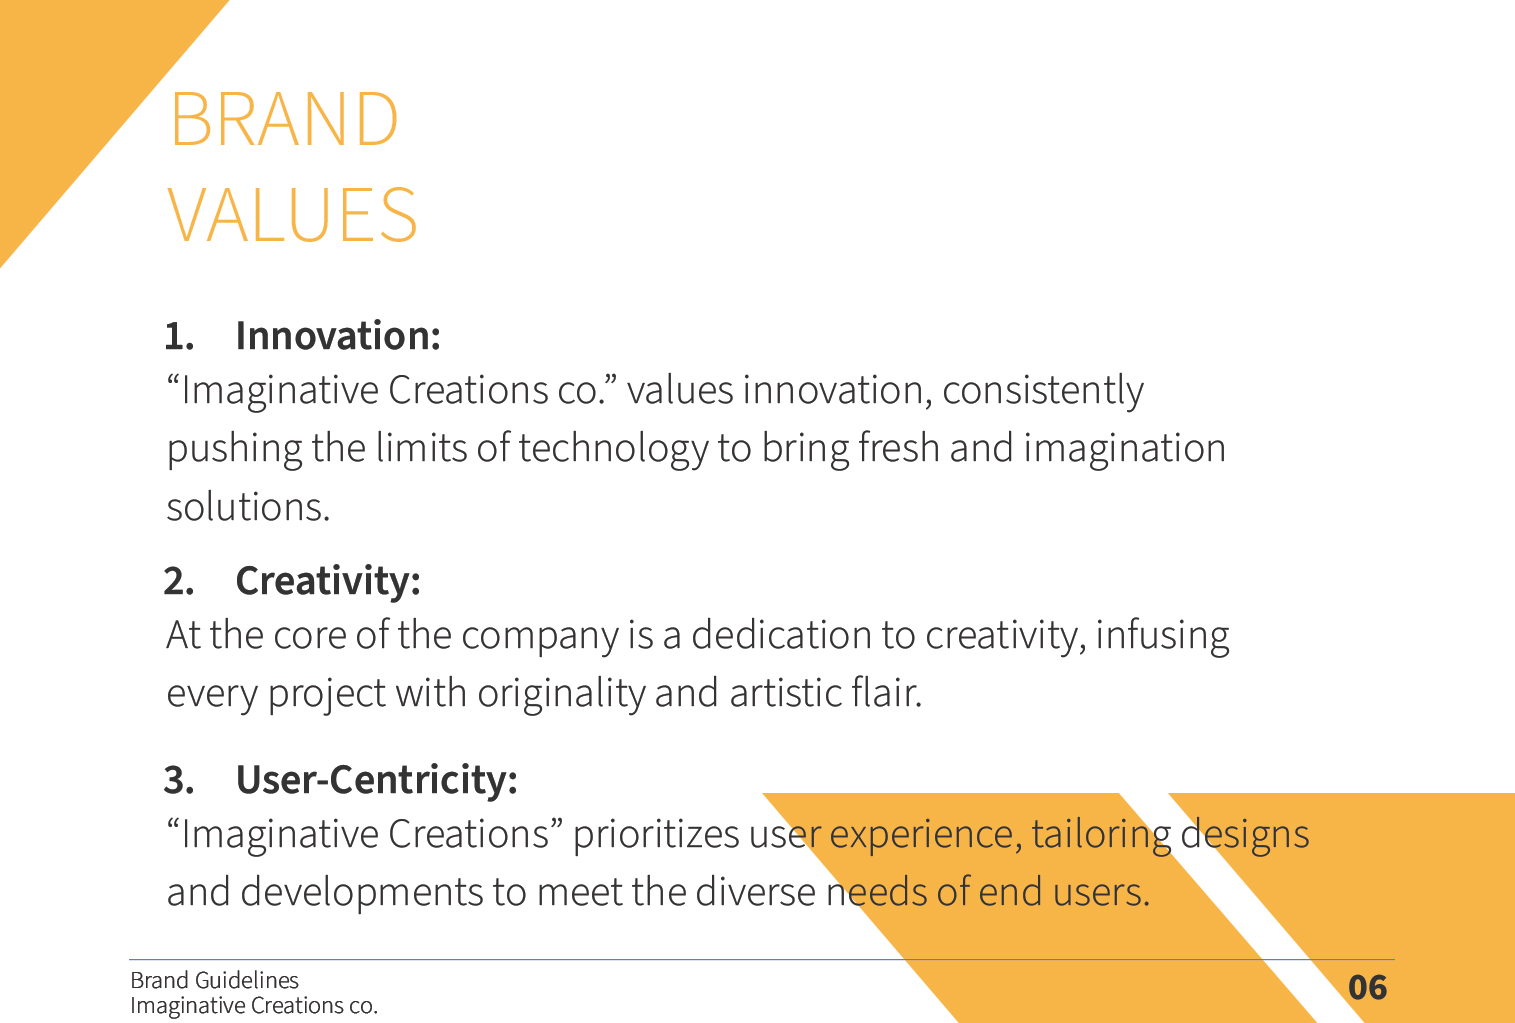 BRAND
VALUES
1. Innovation:
“Imaginative Creations co.” values innovation, consistently
pushing the limits of technology to bring fresh and imagination
solutions.
2. Creativity:
At the core of the company is a dedication to creativity, infusing
every project with originality and artistic flair.
3. User-Centricity:
“Imaginative Creations” prioritizes user experience, tailoring designs
and developments to meet the diverse needs of end users.
Brand Guidelines
Imaginative Creations co.
06